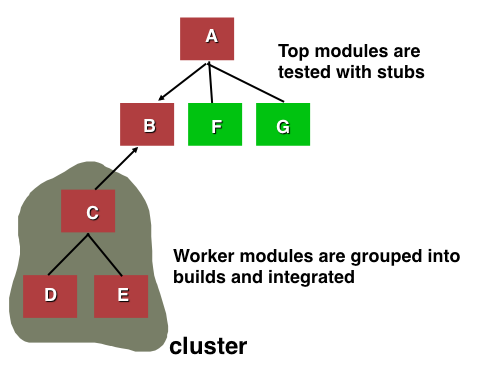 A
Top modules are
tested with stubs
B
F
G
C
Worker modules are grouped into
builds and integrated
D
E
cluster